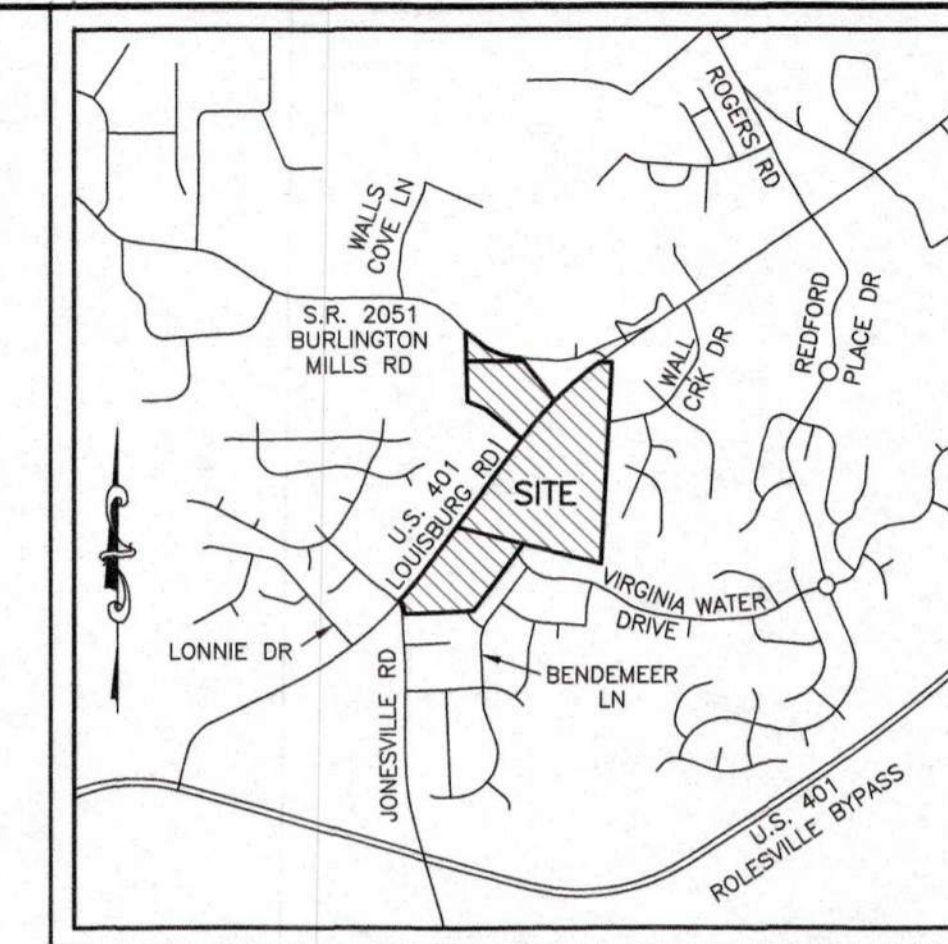 ROGERS RD
WALLS
COVE LN
S.R. 2051
BURLINGTON
MILLS RD
REDFORD
PLACE DR
WALL
CRK DR
U.S. 401
LOUISBURG RD
SITE
VIRGINIA WATER
DRIVE
LONNIE DR
BENDEMEER
LN
JONESVILLE RD
U.S. 401
ROLESVILLE BYPASS